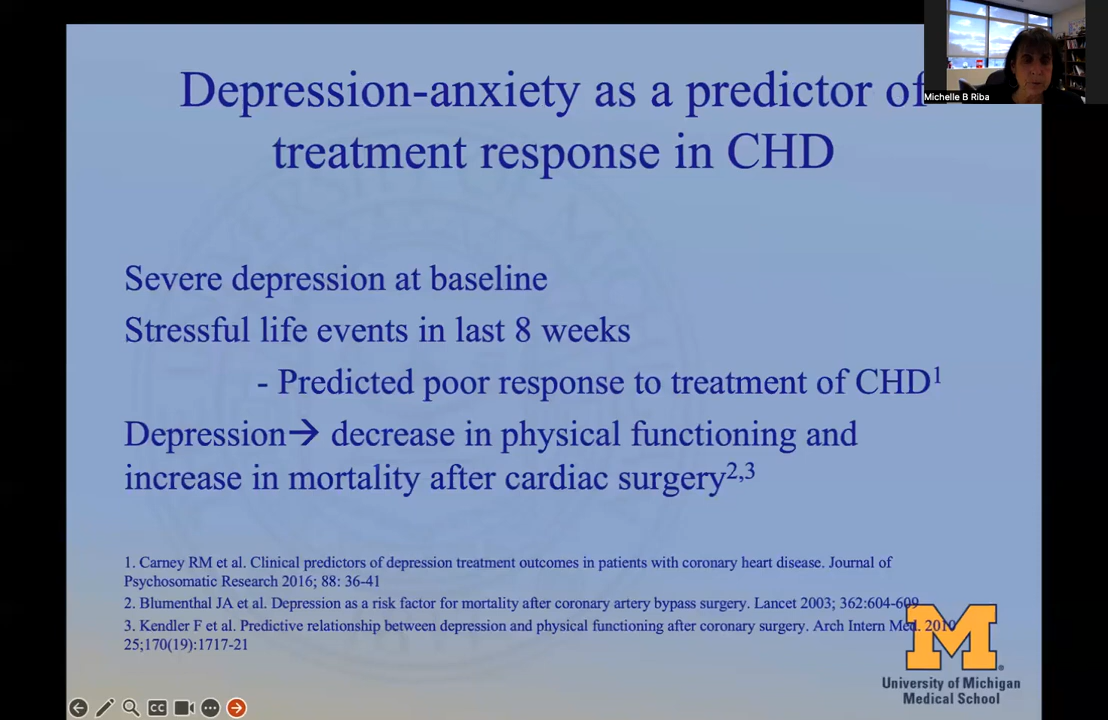 Depression-anxiety as a predictor of
treatment response in CHD
Michelle B Riba
Severe depression at baseline
Stressful life events in last 8 weeks
- Predicted poor response to treatment of CHD1
Depression→ decrease in physical functioning and
increase in mortality after cardiac surgery2,3
1. Carney RM et al. Clinical predictors of depression treatment outcomes in patients with coronary heart disease. Journal of
Psychosomatic Research 2016; 88: 36-41
2. Blumenthal JA et al. Depression as a risk factor for mortality after coronary artery bypass surgery. Lancet 2003; 362:604-609
3. Kendler F et al. Predictive relationship between depression and physical functioning after coronary surgery. Arch Intern Med. 2010
25;170(19):1717-21
M
University of Michigan
Medical School
CC